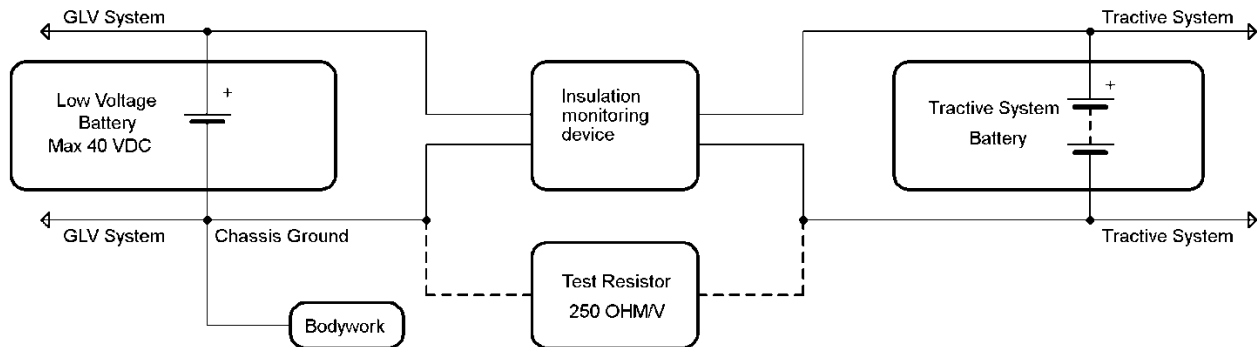 GLV System
Tractive System
Low Voltage
Battery
Max 40 VDC
+
Insulation
monitoring
device
+
Tractive System
Battery
GLV System
Chassis Ground
Tractive System
Test Resistor
250 OHM/V
Bodywork